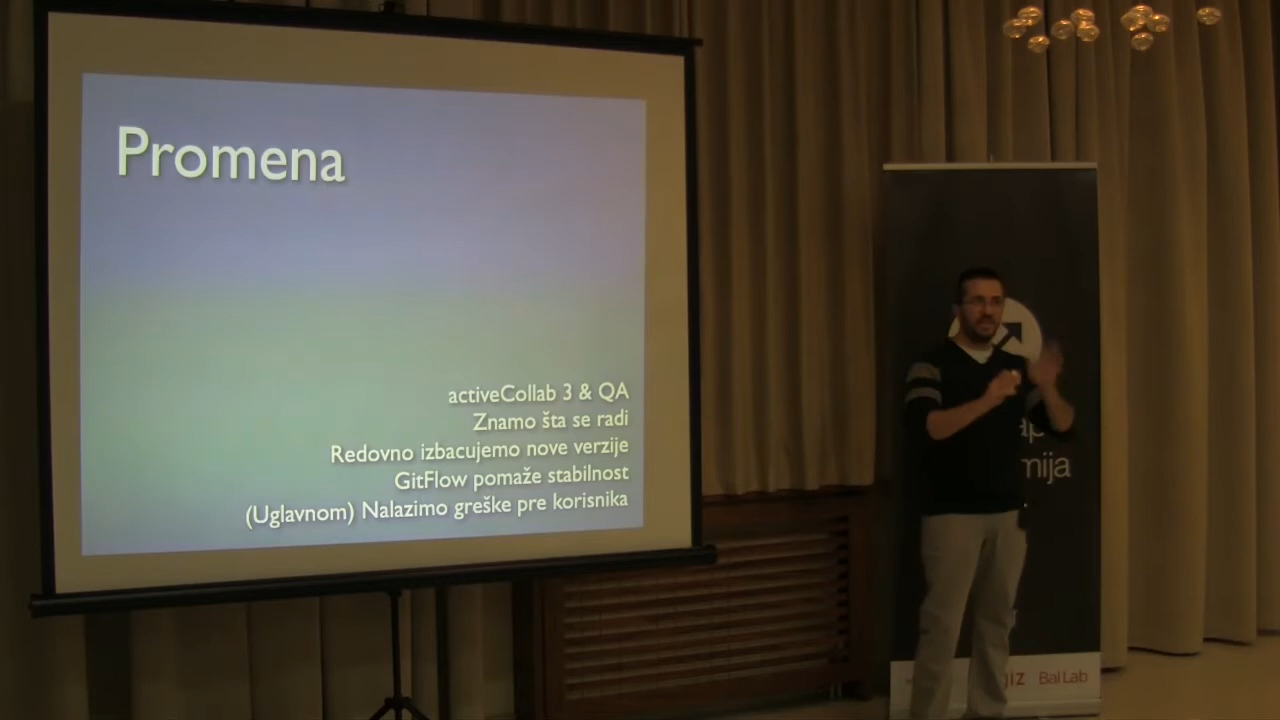 Promena
activeCollab 3 & QA
Znamo šta se radi
Redovno izbacujemo nove verzije
GitFlow pomaže stabilnost
(Uglavnom) Nalazimo greške pre korisnika
mija
Bal Lab